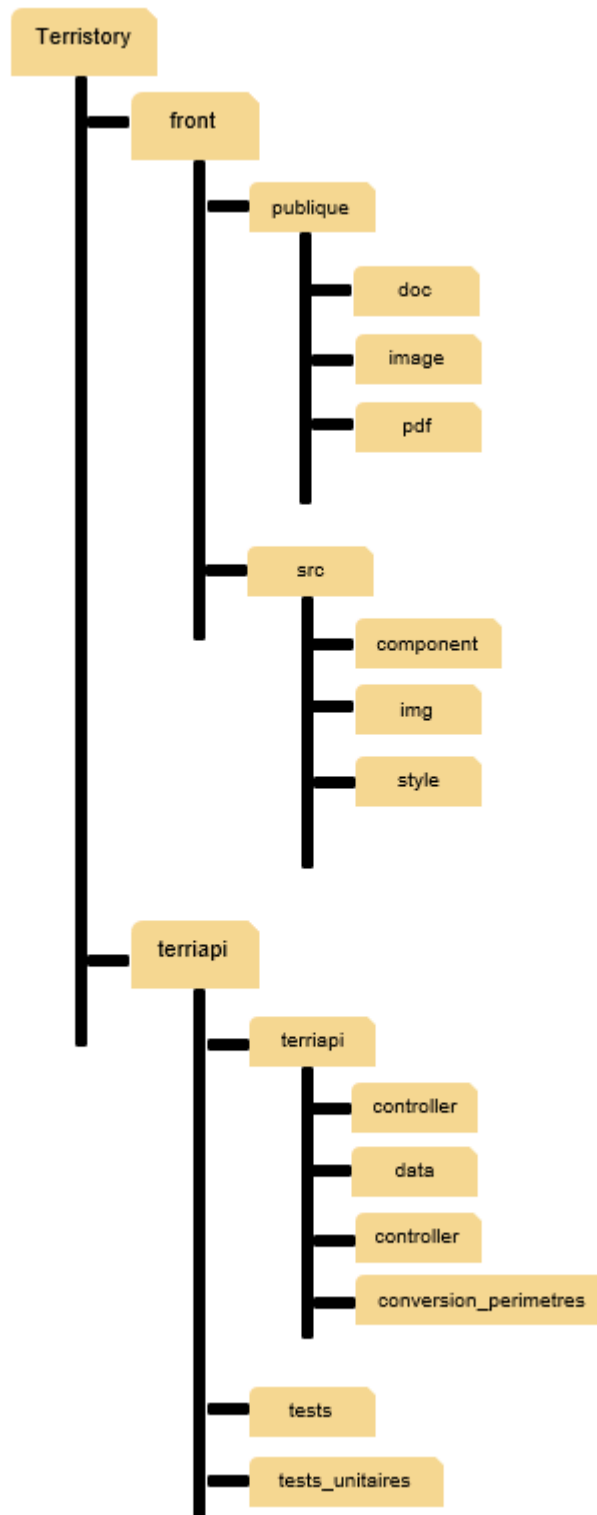 Terristory
front
publique
doc
image
pdf
src
component
img
style
terriapi
terriapi
controller
data
controller
conversion_perimetres
tests
tests_unitaires